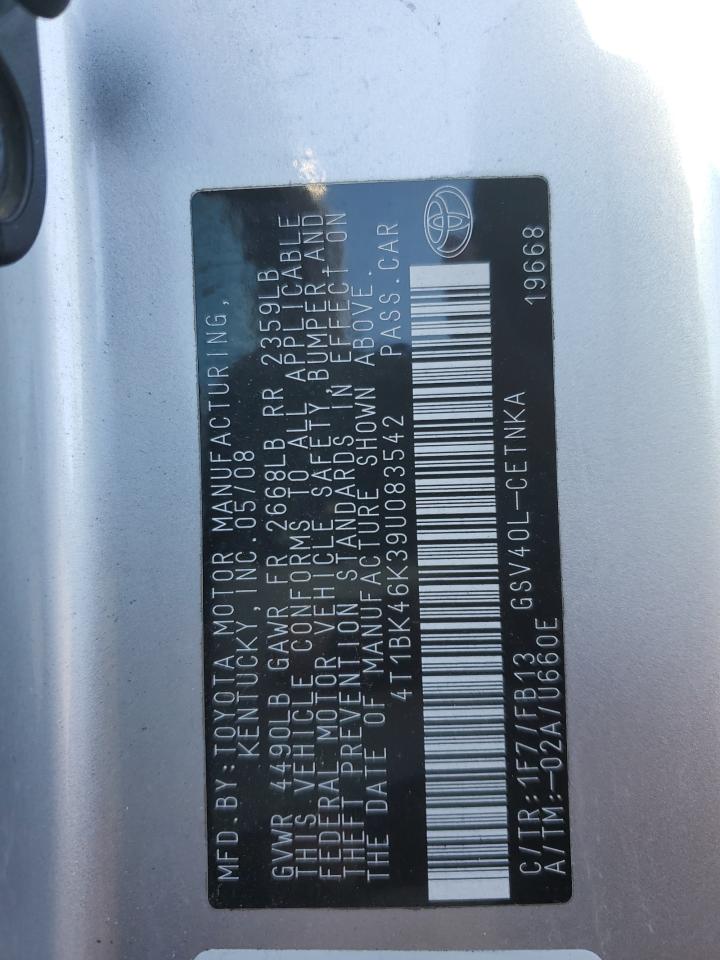 MFD.BY:TOYOTA MOTOR MANUFACTURING,
KENTUCKY,INC.05/08
GVWR 4490LB GAWR FR 2668LB RR 2359LB
THIS VEHICLE CONFORMS TO ALL APPLICABLE
FEDERAL MOTOR VEHICLE SAFETY,BUMPER AND
THEFT PREVENTION STANDARDS IN EFFECT ON
THE DATE OF MANUFACTURE SHOWN ABOVE.
4T1BK46K39U083542 PASS.CAR
C/TR:1F7/FB13 GSV40L-CETNKA 19668
A/TM:-02A/U660E